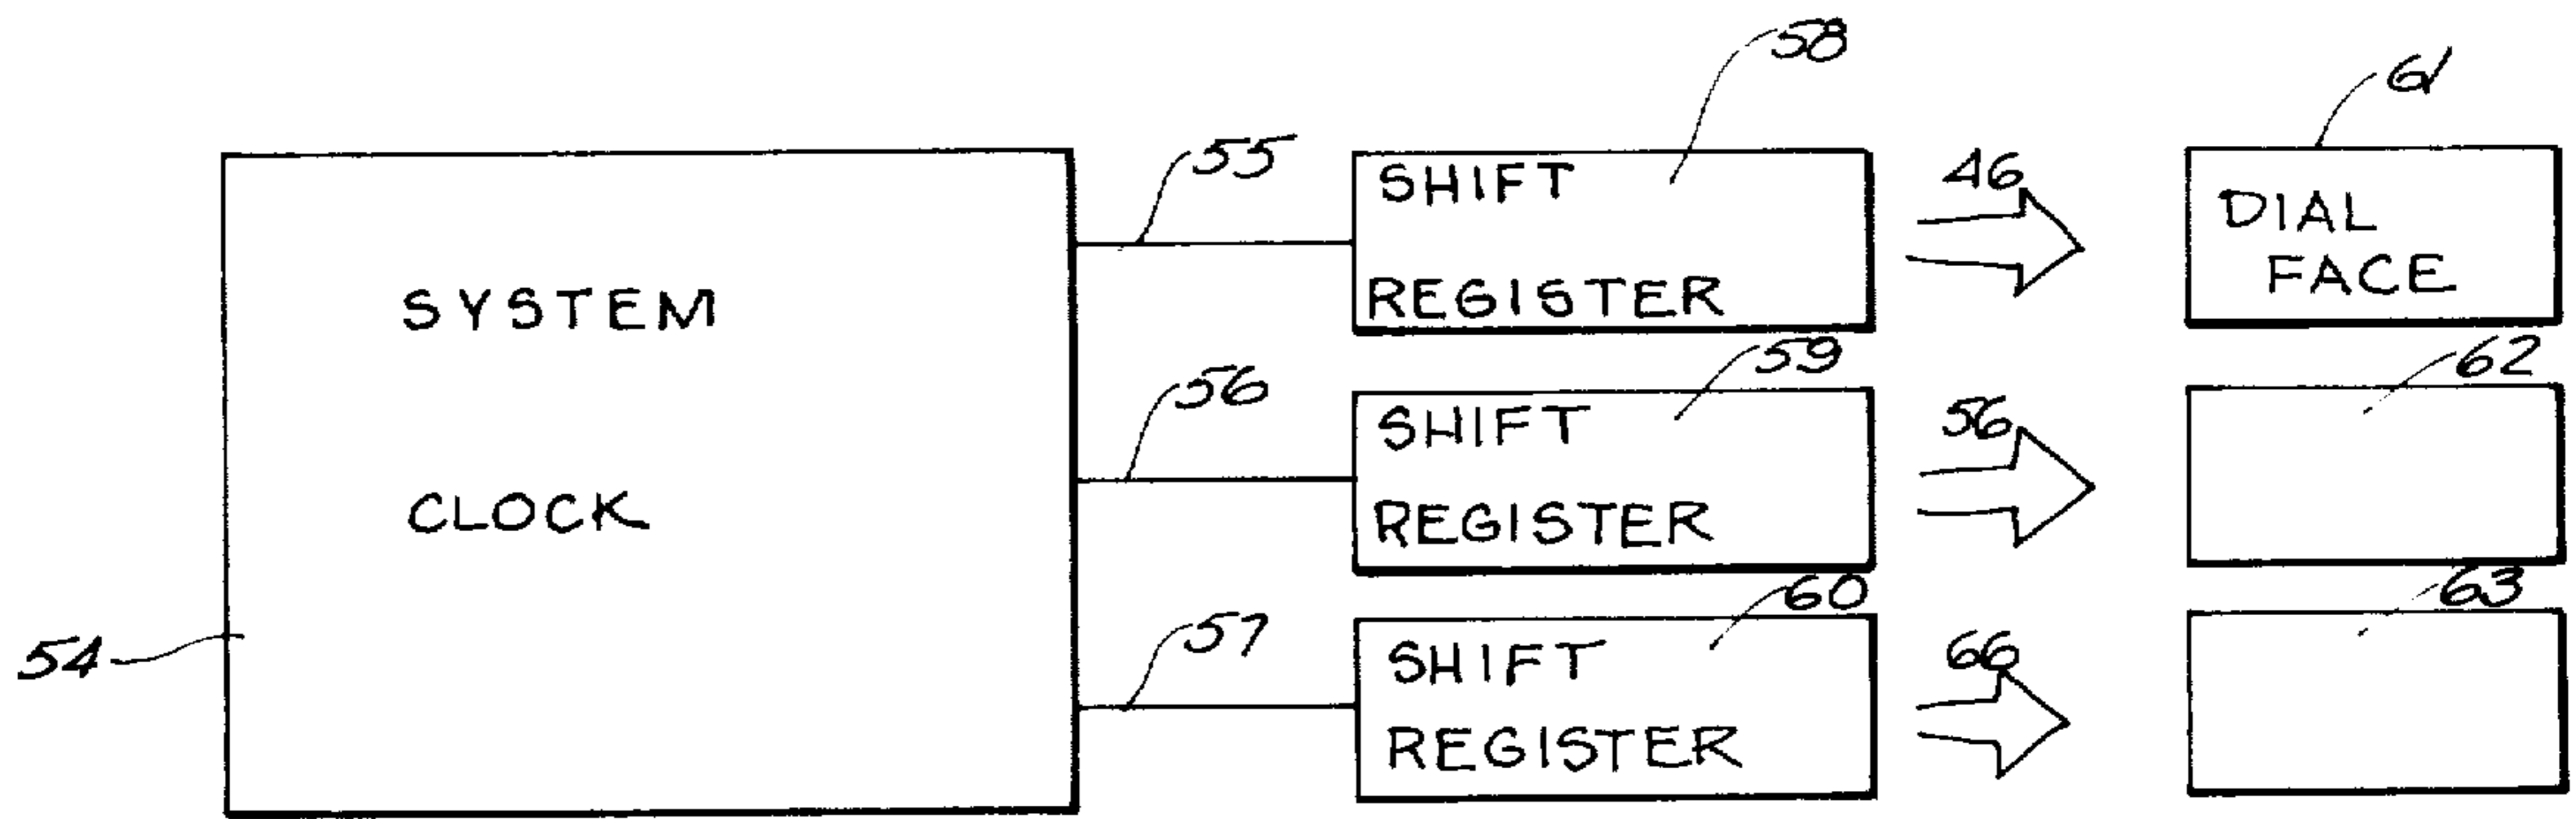 58
61
55
SHIFT
46
DIAL
SYSTEM
REGISTER
FACE
59
62
56
SHIFT
56
CLOCK
REGISTER
60
63
57
54
SHIFT
66
REGISTER